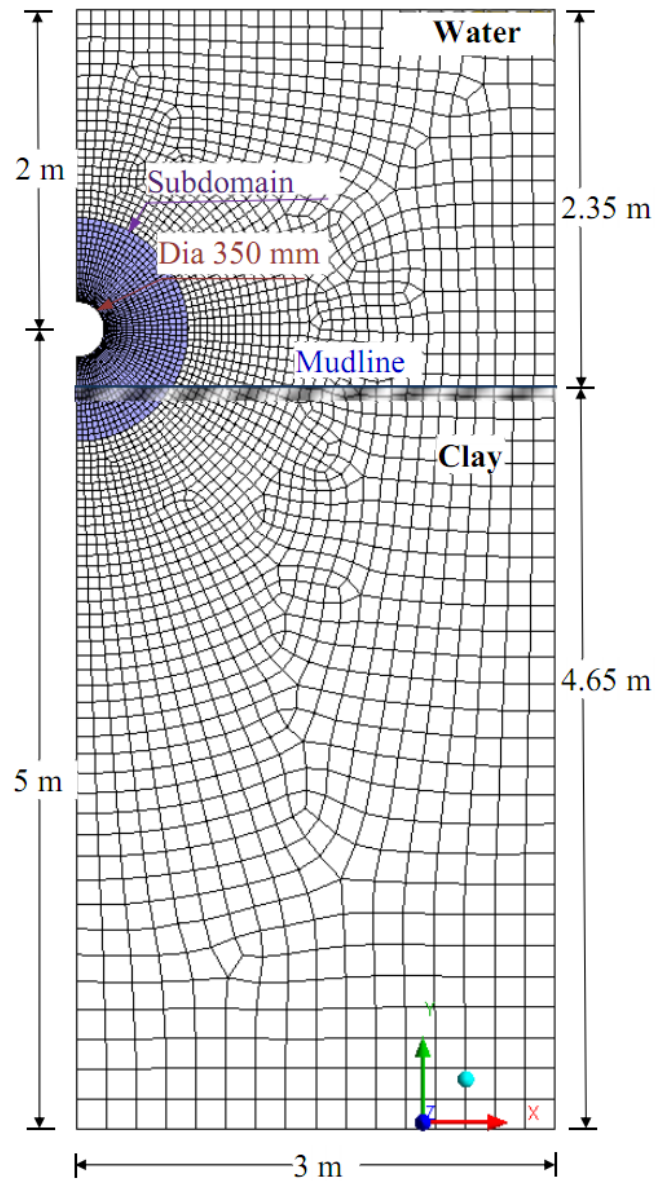 Water
2 m
2.35 m
Subdomain
Dia 350 mm
Mudline
Clay
4.65 m
5 m
Y
Z
X
3 m